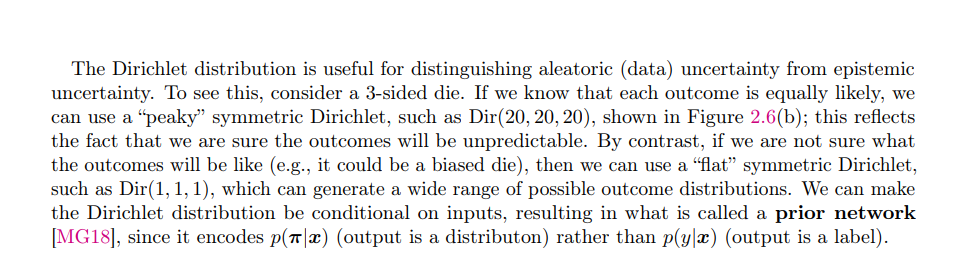 The Dirichlet distribution is useful for distinguishing aleatoric (data) uncertainty from epistemic
uncertainty. To see this, consider a 3-sided die. If we know that each outcome is equally likely, we
can use a “peaky” symmetric Dirichlet, such as Dir(20, 20, 20), shown in Figure 2.6(b); this reflects
the fact that we are sure the outcomes will be unpredictable. By contrast, if we are not sure what
the outcomes will be like (e.g., it could be a biased die), then we can use a “flat” symmetric Dirichlet,
such as Dir(1, 1, 1), which can generate a wide range of possible outcome distributions. We can make
the Dirichlet distribution be conditional on inputs, resulting in what is called a prior network
[MG18], since it encodes p(π|x) (output is a distributon) rather than p(y|x) (output is a label).